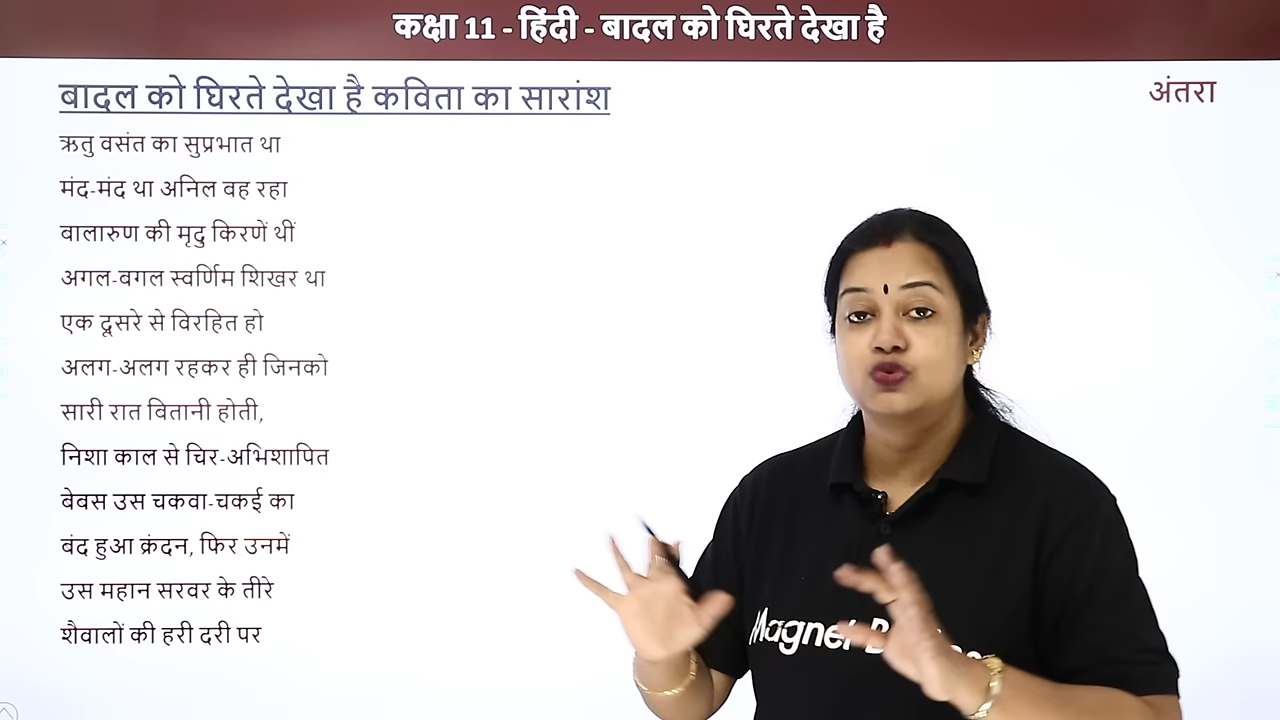 कक्षा 11 - हिंदी - बादल को घिरते देखा है
बादल को घिरते देखा है कविता का सारांश
अंतरा
ऋतु वसंत का सुप्रभात था
मंद-मंद था अनिल बह रहा
बालारुण की मृदु किरणें थीं
अगल-बगल स्वर्णिम शिखर था
एक दूसरे से विरहित हो
अलग-अलग रहकर ही जिनको
सारी रात बितानी होती,
निशा काल से चिर-अभिशापित
बेबस उस चकवा-चकई का
बंद हुआ क्रंदन, फिर उनमें
उस महान सरवर के तीरे
शैवालों की हरी दरी पर
Magnet